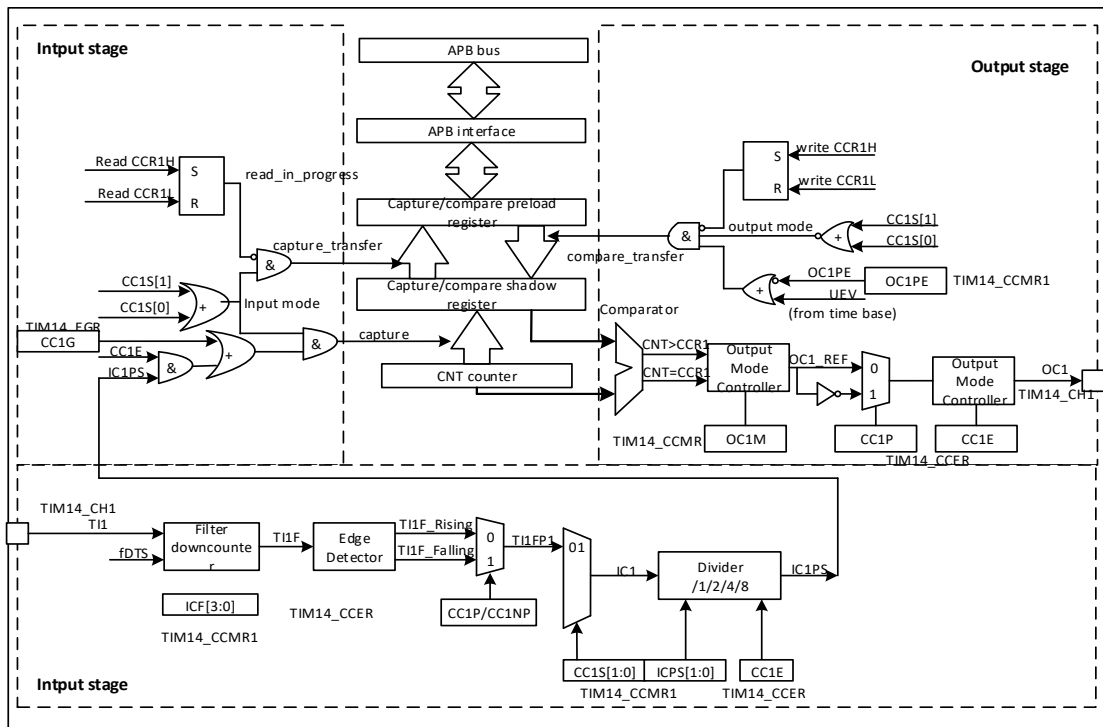 Intput stage
APB bus
Output stage
APB interface
Read CCR1H
S
Read CCR1L
R
read_in_progress
S
write CCR1H
R
write CCR1L
Capture/compare preload
register
capture_transfer
&
&
output mode
+
CC1S[1]
CC1S[0]
compare_transfer
CC1S[1]
CC1S[0]
+
Input mode
Capture/compare shadow
register
+
OC1PE
OC1PE
TIM14_CCMR1
UEV
(from time base)
TIM14_EGR
CC1G
CC1E
IC1PS
&
+
&
capture
CNT counter
Comparator
CNT>CCR1
CNT=CCR1
Output
Mode
Controller
OC1_REF
0
1
Output
Mode
Controller
OC1
TIM14_CH1
TIM14_CCMR
OC1M
CC1P
CC1E
TIM14_CCER
TIM14_CH1
TI1
fDTS
Filter
downcounte
r
TI1F
Edge
Detector
TI1F_Rising
TI1F_Falling
0
1
TI1FP1
01
IC1
Divider
/1/2/4/8
IC1PS
ICF[3:0]
TIM14_CCMR1
TIM14_CCER
CC1P/CC1NP
CC1S[1:0]
ICPS[1:0]
CC1E
TIM14_CCMR1
TIM14_CCER
Intput stage